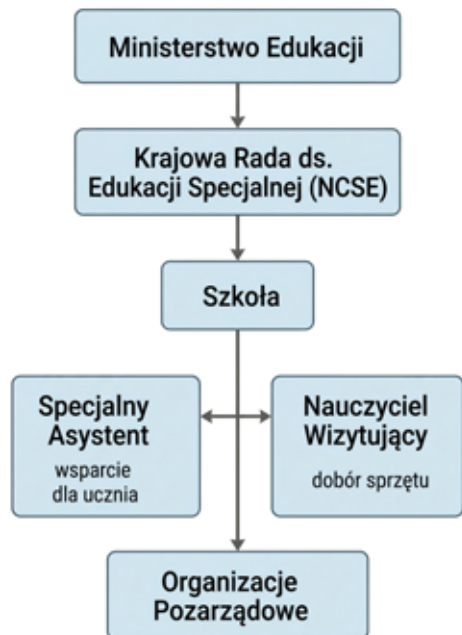 Ministerstwo Edukacji
Krajowa Rada ds.
Edukacji Specjalnej (NCSE)
Szkoła
Specjalny
Asystent
wsparcie
dla ucznia
Nauczyciel
Wizytujący
dobór sprzętu
Organizacje
Pozarządowe